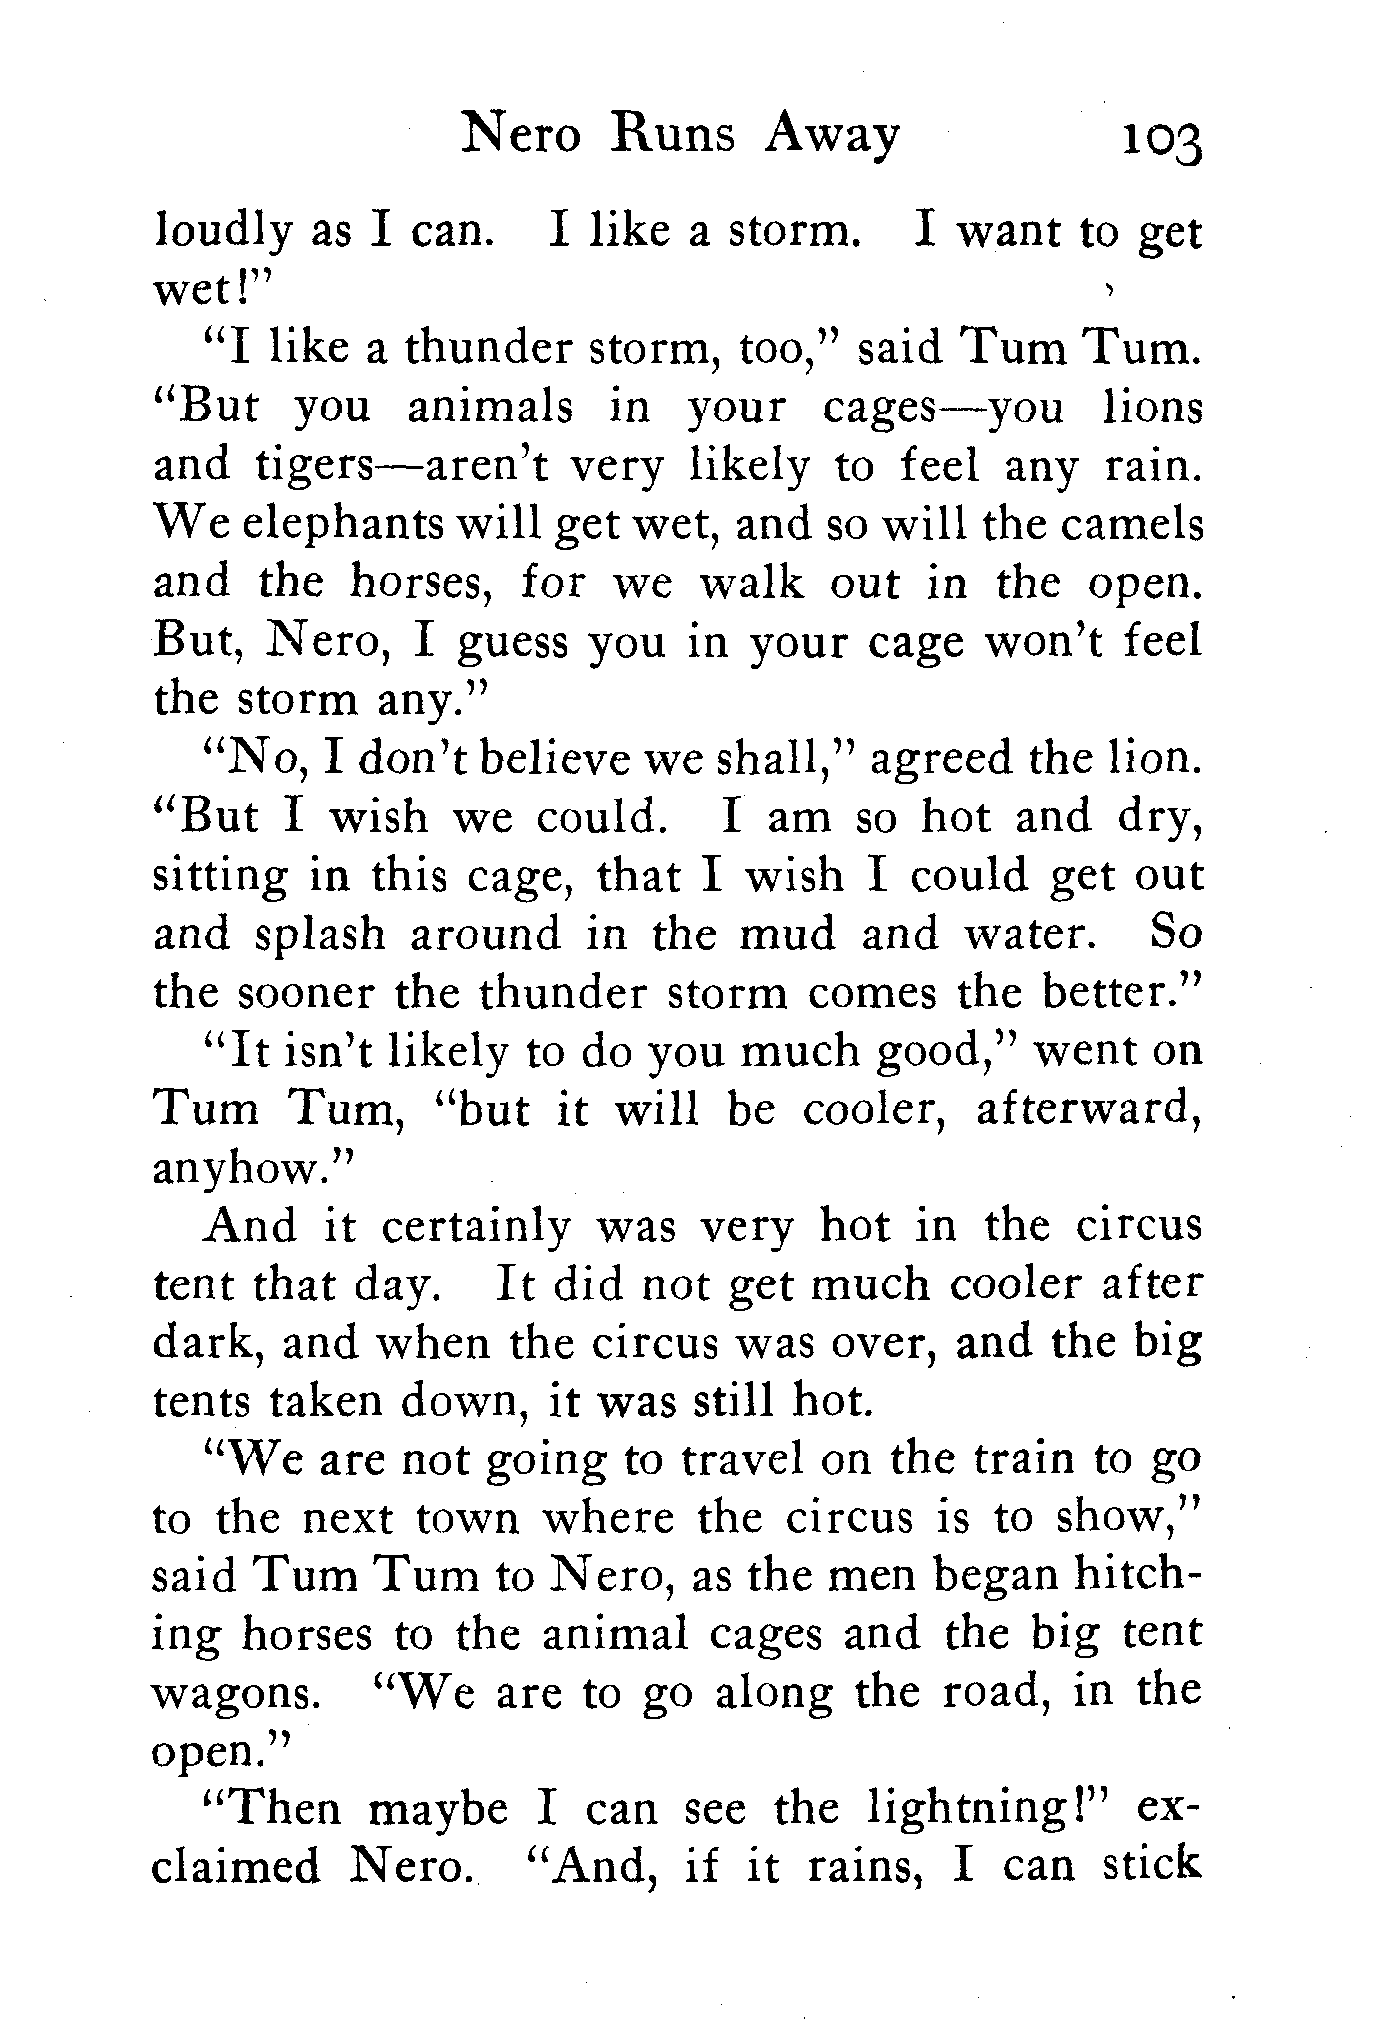 Nero Runs Away 103
loudly as I can. I like a storm. I want to get
wet!”
“I like a thunder storm, too,” said Tum Tum.
“But you animals in your cages—you lions
and tigers—aren’t very likely to feel any rain.
We elephants will get wet, and so will the camels
and the horses, for we walk out in the open.
But, Nero, I guess you in your cage won’t feel
the storm any.”
“No, I don’t believe we shall,” agreed the lion.
“But I wish we could. I am so hot and dry,
sitting in this cage, that I wish I could get out
and splash around in the mud and water. So
the sooner the thunder storm comes the better.”
“It isn’t likely to do you much good,” went on
Tum Tum, “but it will be cooler, afterward,
anyhow.”
And it certainly was very hot in the circus
tent that day. It did not get much cooler after
dark, and when the circus was over, and the big
tents taken down, it was still hot.
“We are not going to travel on the train to go
to the next town where the circus is to show,”
said Tum Tum to Nero, as the men began hitch-
ing horses to the animal cages and the big tent
wagons. “We are to go along the road, in the
open.”
“Then maybe I can see the lightning!” ex-
claimed Nero. “And, if it rains, I can stick